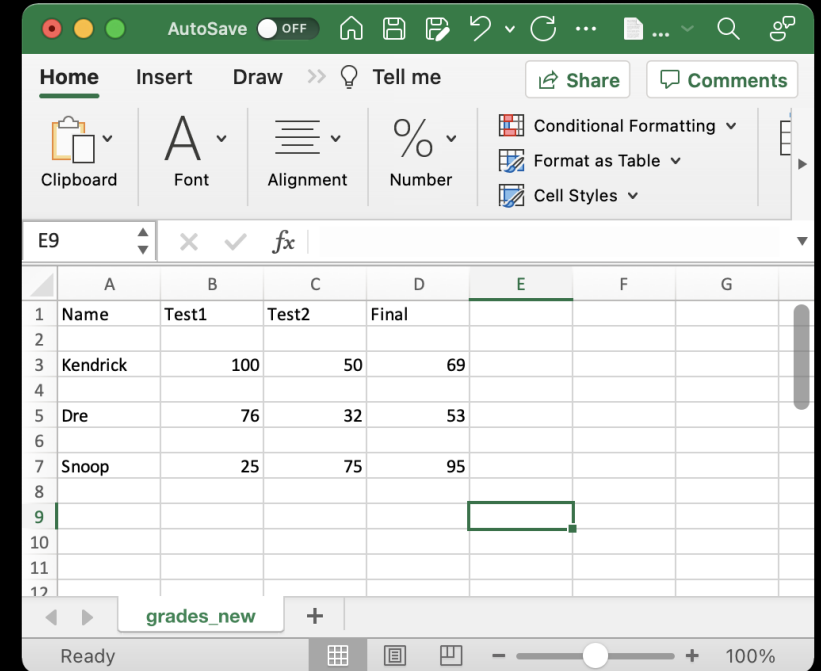 AutoSave OFF ... ...
Home Insert Draw >> Tell me Share Comments
Clipboard Font Alignment % Number
Conditional Formatting
Format as Table
Cell Styles
E9 fx
A B C D E F G
1 Name Test1 Test2 Final
2
3 Kendrick 100 50 69
4
5 Dre 76 32 53
6
7 Snoop 25 75 95
8
9
10
11
12
grades_new +
Ready - + 100%